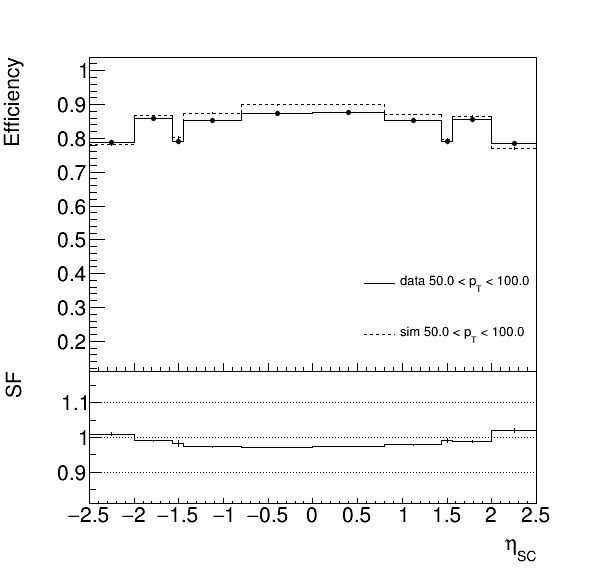 Efficiency
1
0.9
0.8
0.7
0.6
0.5
0.4
0.3
0.2
data 50.0 < p_T < 100.0
sim 50.0 < p_T < 100.0
SF
1.1
1
0.9
−2.5 −2 −1.5 −1 −0.5 0 0.5 1 1.5 2 2.5
η_SC